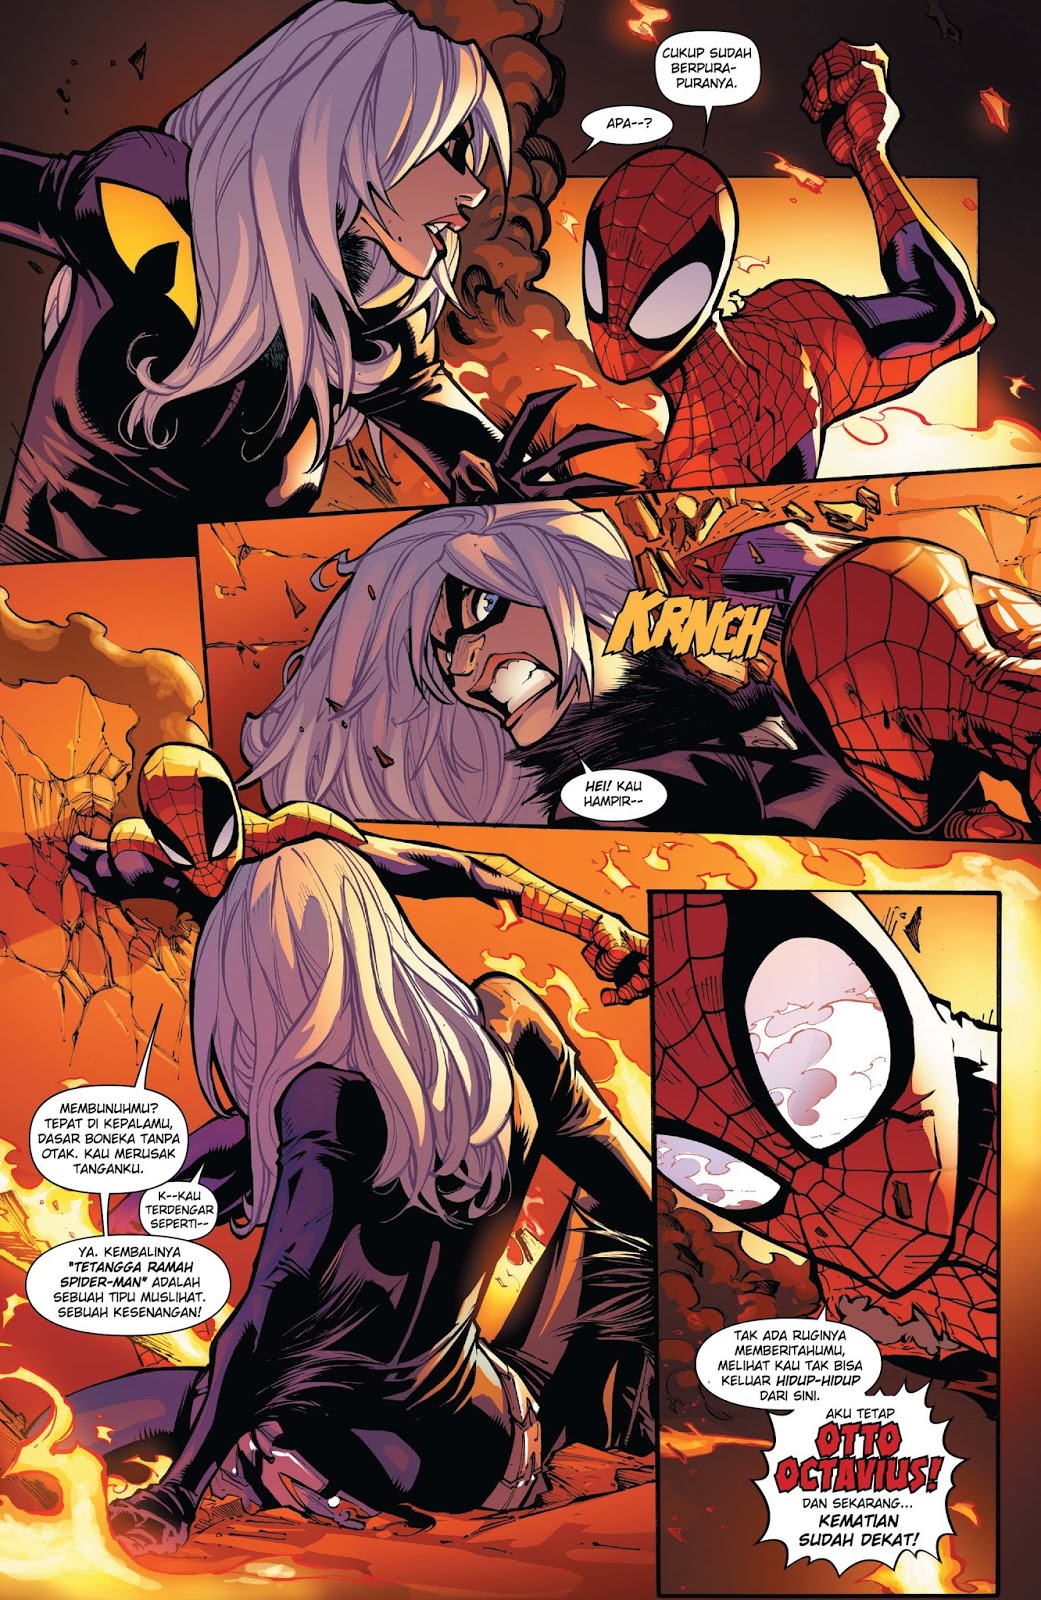 CUKUP SUDAH
BERPURA-
PURANYA.
APA--?
KRNCH
HEI! KAU
HAMPIR--
MEMBUNUHMU?
TEPAT DI KEPALAMU,
DASAR BONEKA TANPA
OTAK. KAU MERUSAK
TANGANKU.
K--KAU
TERDENGAR
SEPERTI--
YA. KEMBALINYA
"TETANGGA RAMAH
SPIDER-MAN" ADALAH
SEBUAH TIPU MUSLIHAT.
SEBUAH KESENANGAN!
TAK ADA RUGINYA
MEMBERITAHUMU,
MELIHAT KAU TAK BISA
KELUAR HIDUP-HIDUP
DARI SINI.
AKU TETAP
OTTO
OCTAVIUS!
DAN SEKARANG...
KEMATIAN
SUDAH DEKAT!